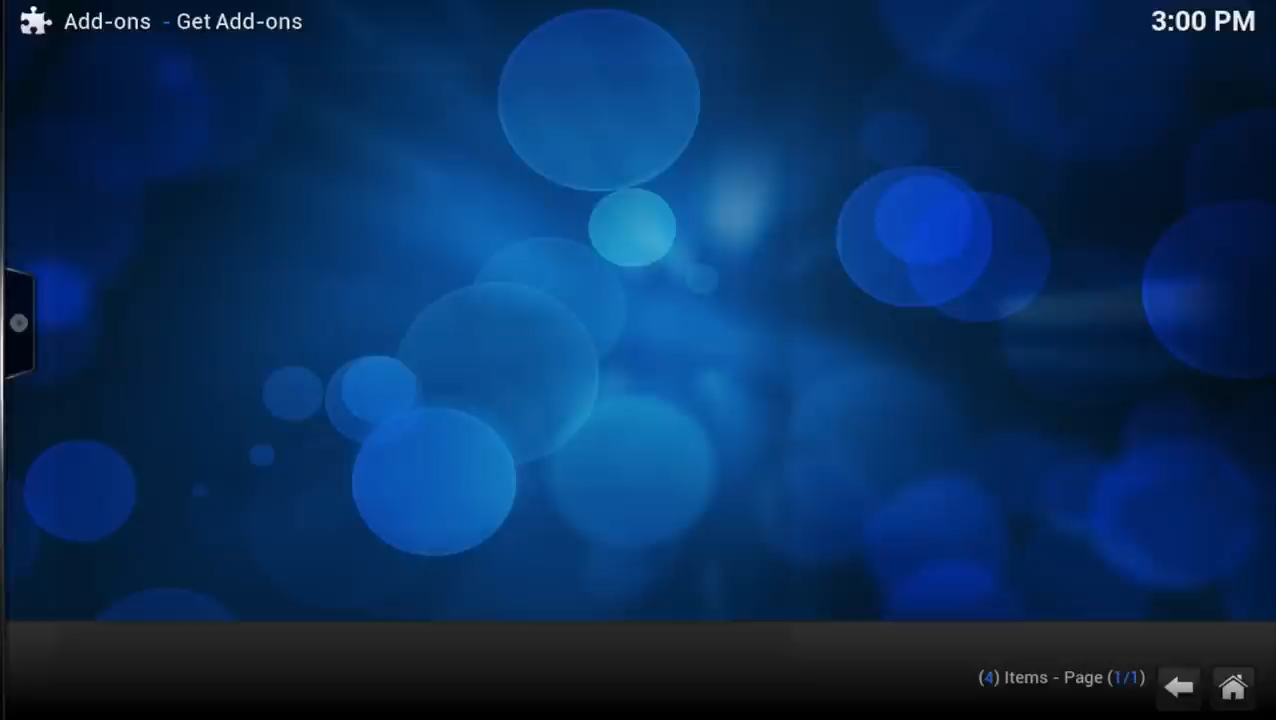 Add-ons - Get Add-ons
3:00 PM
(4) Items - Page (1/1)